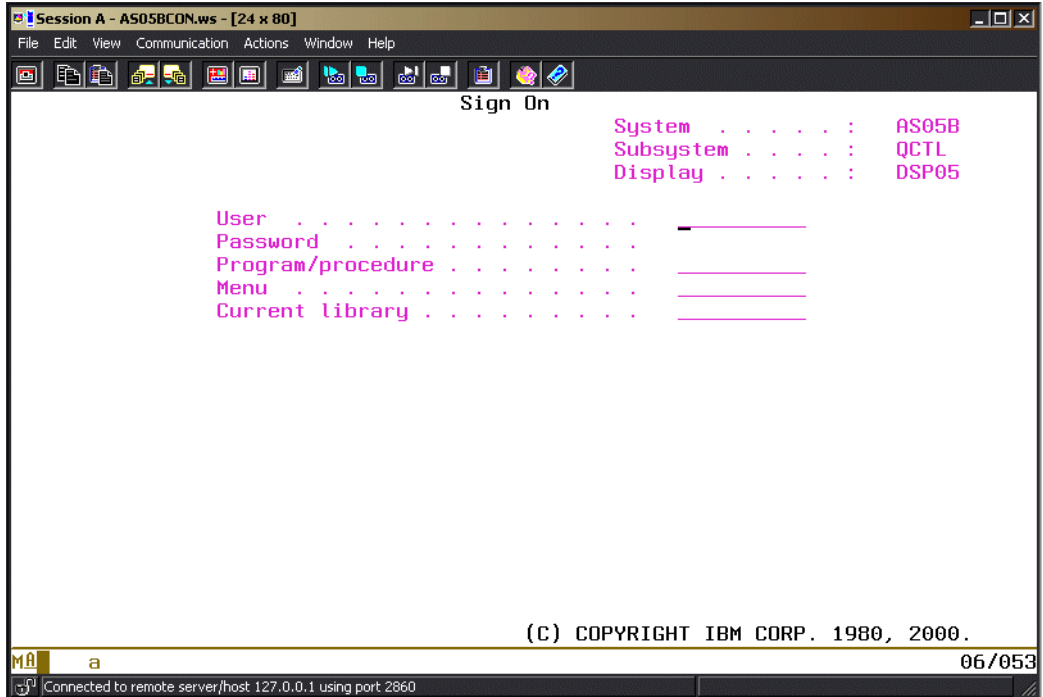 Session A - AS05BCON.ws - [24 x 80]
File Edit View Communication Actions Window Help
Sign On
System . . . . . : AS05B
Subsystem . . . . : QCTL
Display . . . . . : DSP05
User . . . . . . . . . . . . . .
Password . . . . . . . . . . . .
Program/procedure . . . . . . . .
Menu . . . . . . . . . . . . . .
Current library . . . . . . . . .
(C) COPYRIGHT IBM CORP. 1980, 2000.
MA a 06/053
Connected to remote server/host 127.0.0.1 using port 2860